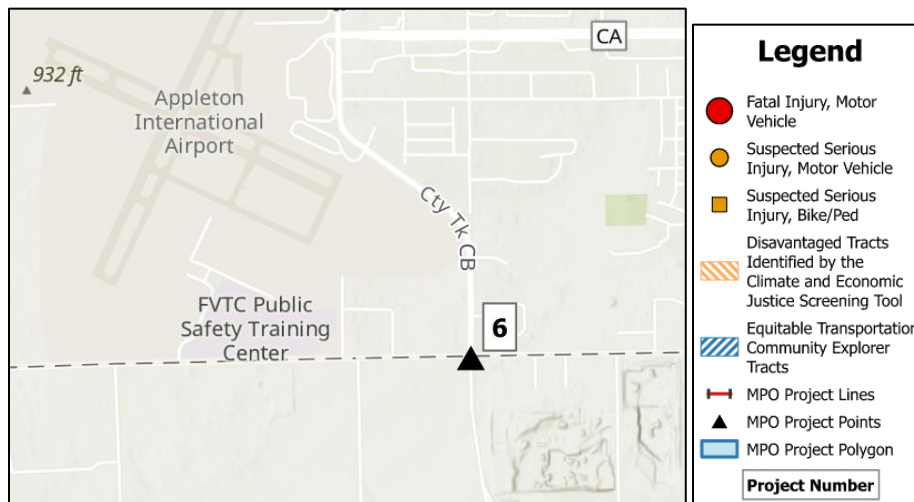 932 ft
Appleton
International
Airport
CA
Cty Tk CB
FVTC Public
Safety Training
Center
6
Legend
Fatal Injury, Motor
Vehicle
Suspected Serious
Injury, Motor Vehicle
Suspected Serious
Injury, Bike/Ped
Disavantaged Tracts
Identified by the
Climate and Economic
Justice Screening Tool
Equitable Transportation
Community Explorer
Tracts
MPO Project Lines
MPO Project Points
MPO Project Polygon
Project Number